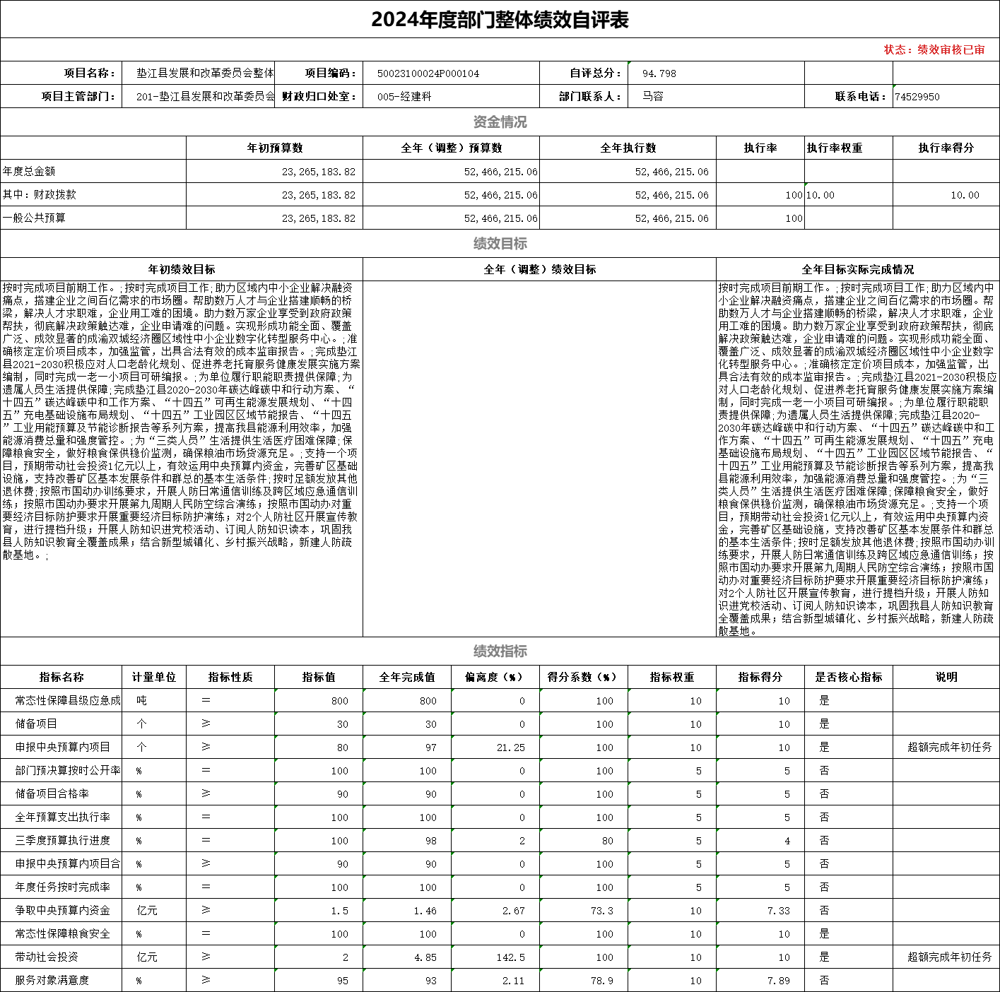 2024年度部门整体绩效自评表
状态：绩效审核已审
项目名称： 垫江县发展和改革委员会整体 项目编码： 50023100024P000104 自评总分： 94.798
项目主管部门： 201-垫江县发展和改革委员会 财政归口处室： 005-经建科 部门联系人： 马容 联系电话： 74529950
资金情况
年初预算数 全年（调整）预算数 全年执行数 执行率 执行率权重 执行率得分
年度总金额 23,265,183.82 52,466,215.06 52,466,215.06
其中：财政拨款 23,265,183.82 52,466,215.06 52,466,215.06 100 10.00 10.00
一般公共预算 23,265,183.82 52,466,215.06 52,466,215.06 100
绩效目标
年初绩效目标 全年（调整）绩效目标 全年目标实际完成情况
按时完成项目前期工作。;按时完成项目工作;助力区域内中小企业解决融资
痛点，搭建企业之间百亿需求的市场圈。帮助数万人才与企业搭建顺畅的桥
梁，解决人才求职难，企业用工难的困境。助力数万家企业享受到政府政策
帮扶，彻底解决政策触达难，企业申请难的问题。实现形成功能全面、覆盖
广泛、成效显著的成渝双城经济圈区域性中小企业数字化转型服务中心。;准
确核定定价项目成本，加强监管，出具合法有效的成本监审报告。;完成垫江
县2021-2030积极应对人口老龄化规划、促进养老托育服务健康发展实施方案
编制，同时完成一老一小项目可研编报。;为单位履行职能职责提供保障;为
遗属人员生活提供保障;完成垫江县2020-2030年碳达峰碳中和行动方案、“
十四五”碳达峰碳中和工作方案、“十四五”可再生能源发展规划、“十四
五”充电基础设施布局规划、“十四五”工业园区区域节能报告、“十四五
”工业用能预算及节能诊断报告等系列方案，提高我县能源利用效率，加强
能源消费总量和强度管控。;为“三类人员”生活提供生活医疗困难保障;保
障粮食安全，做好粮食保供稳价监测，确保粮油市场货源充足。;支持一个项
目，预期带动社会投资1亿元以上，有效运用中央预算内资金，完善矿区基础
设施，支持改善矿区基本发展条件和群总的基本生活条件;按时足额发放其他
退休费;按照市国动办训练要求，开展人防日常通信训练及跨区域应急通信训
练；按照市国动办要求开展第九周期人民防空综合演练；按照市国动办对重
要经济目标防护要求开展重要经济目标防护演练；对2个人防社区开展宣传教
育，进行提档升级；开展人防知识进党校活动、订阅人防知识读本，巩固我
县人防知识教育全覆盖成果；结合新型城镇化、乡村振兴战略，新建人防疏
散基地。;
按时完成项目前期工作。;按时完成项目工作;助力区域内中
小企业解决融资痛点，搭建企业之间百亿需求的市场圈。帮
助数万人才与企业搭建顺畅的桥梁，解决人才求职难，企业
用工难的困境。助力数万家企业享受到政府政策帮扶，彻底
解决政策触达难，企业申请难的问题。实现形成功能全面、
覆盖广泛、成效显著的成渝双城经济圈区域性中小企业数字
化转型服务中心。;准确核定定价项目成本，加强监管，出
具合法有效的成本监审报告。;完成垫江县2021-2030积极应
对人口老龄化规划、促进养老托育服务健康发展实施方案编
制，同时完成一老一小项目可研编报。;为单位履行职能职
责提供保障;为遗属人员生活提供保障;完成垫江县2020-
2030年碳达峰碳中和行动方案、“十四五”碳达峰碳中和工
作方案、“十四五”可再生能源发展规划、“十四五”充电
基础设施布局规划、“十四五”工业园区区域节能报告、“
十四五”工业用能预算及节能诊断报告等系列方案，提高我
县能源利用效率，加强能源消费总量和强度管控。;为“三
类人员”生活提供生活医疗困难保障;保障粮食安全，做好
粮食保供稳价监测，确保粮油市场货源充足。;支持一个项
目，预期带动社会投资1亿元以上，有效运用中央预算内资
金，完善矿区基础设施，支持改善矿区基本发展条件和群总
的基本生活条件;按时足额发放其他退休费;按照市国动办训
练要求，开展人防日常通信训练及跨区域应急通信训练；按
照市国动办要求开展第九周期人民防空综合演练；按照市国
动办对重要经济目标防护要求开展重要经济目标防护演练；
对2个人防社区开展宣传教育，进行提档升级；开展人防知
识进党校活动、订阅人防知识读本，巩固我县人防知识教育
全覆盖成果；结合新型城镇化、乡村振兴战略，新建人防疏
散基地。
绩效指标
指标名称 计量单位 指标性质 指标值 全年完成值 偏离度（%） 得分系数（%） 指标权重 指标得分 是否核心指标 说明
常态性保障县级应急成 吨 ＝ 800 800 0 100 10 10 是
储备项目 个 ≥ 30 30 0 100 10 10 是
申报中央预算内项目 个 ≥ 80 97 21.25 100 10 10 是 超额完成年初任务
部门预决算按时公开率 % ＝ 100 100 0 100 5 5 否
储备项目合格率 % ≥ 90 90 0 100 5 5 否
全年预算支出执行率 % ＝ 100 100 0 100 5 5 否
三季度预算执行进度 % ＝ 100 98 2 80 5 4 否
申报中央预算内项目合 % ≥ 90 90 0 100 5 5 否
年度任务按时完成率 % ＝ 100 100 0 100 5 5 否
争取中央预算内资金 亿元 ≥ 1.5 1.46 2.67 73.3 10 7.33 否
常态性保障粮食安全 % ＝ 100 100 0 100 10 10 是
带动社会投资 亿元 ≥ 2 4.85 142.5 100 10 10 是 超额完成年初任务
服务对象满意度 % ≥ 95 93 2.11 78.9 10 7.89 否